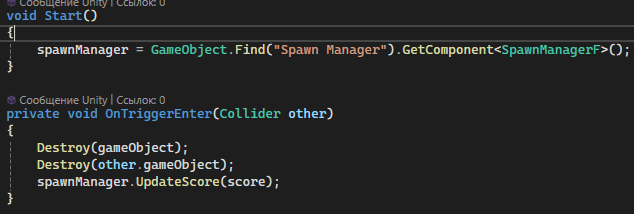 Сообщение Unity | Ссылок: 0
void Start()
{
spawnManager = GameObject.Find("Spawn Manager").GetComponent<SpawnManagerF>();
}
Сообщение Unity | Ссылок: 0
private void OnTriggerEnter(Collider other)
{
Destroy(gameObject);
Destroy(other.gameObject);
spawnManager.UpdateScore(score);
}